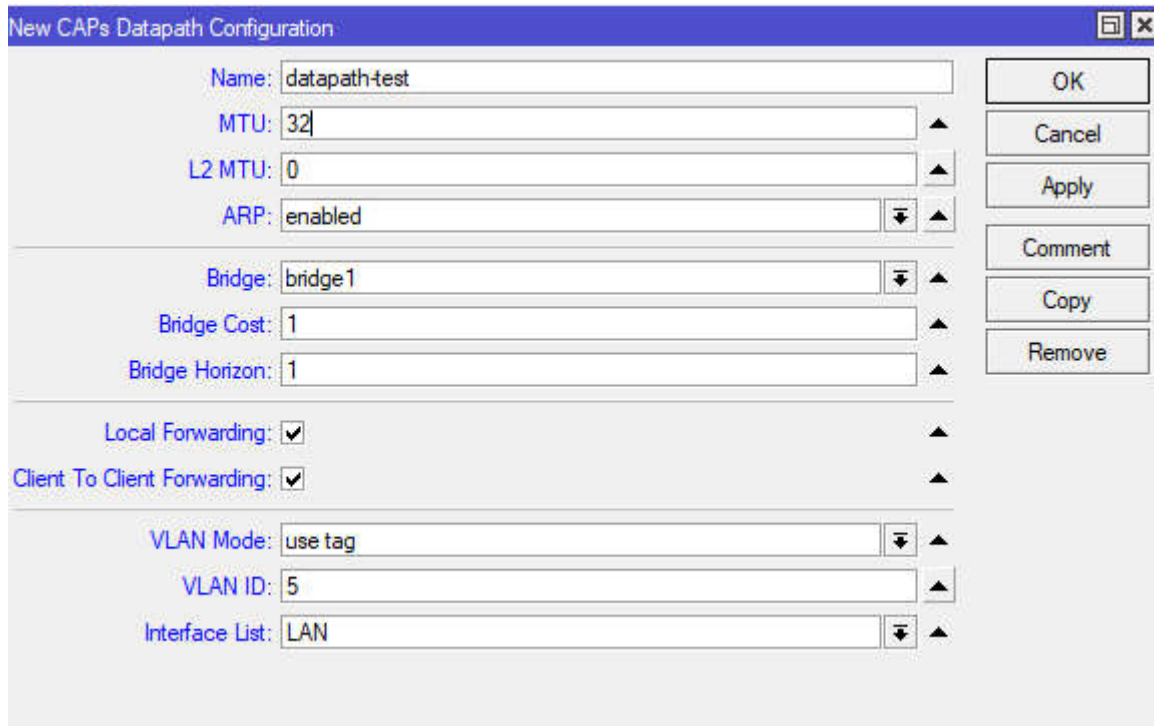 New CAPs Datapath Configuration
Name: datapath-test
MTU: 32
L2 MTU: 0
ARP: enabled
Bridge: bridge1
Bridge Cost: 1
Bridge Horizon: 1
Local Forwarding:
Client To Client Forwarding:
VLAN Mode: use tag
VLAN ID: 5
Interface List: LAN
OK
Cancel
Apply
Comment
Copy
Remove